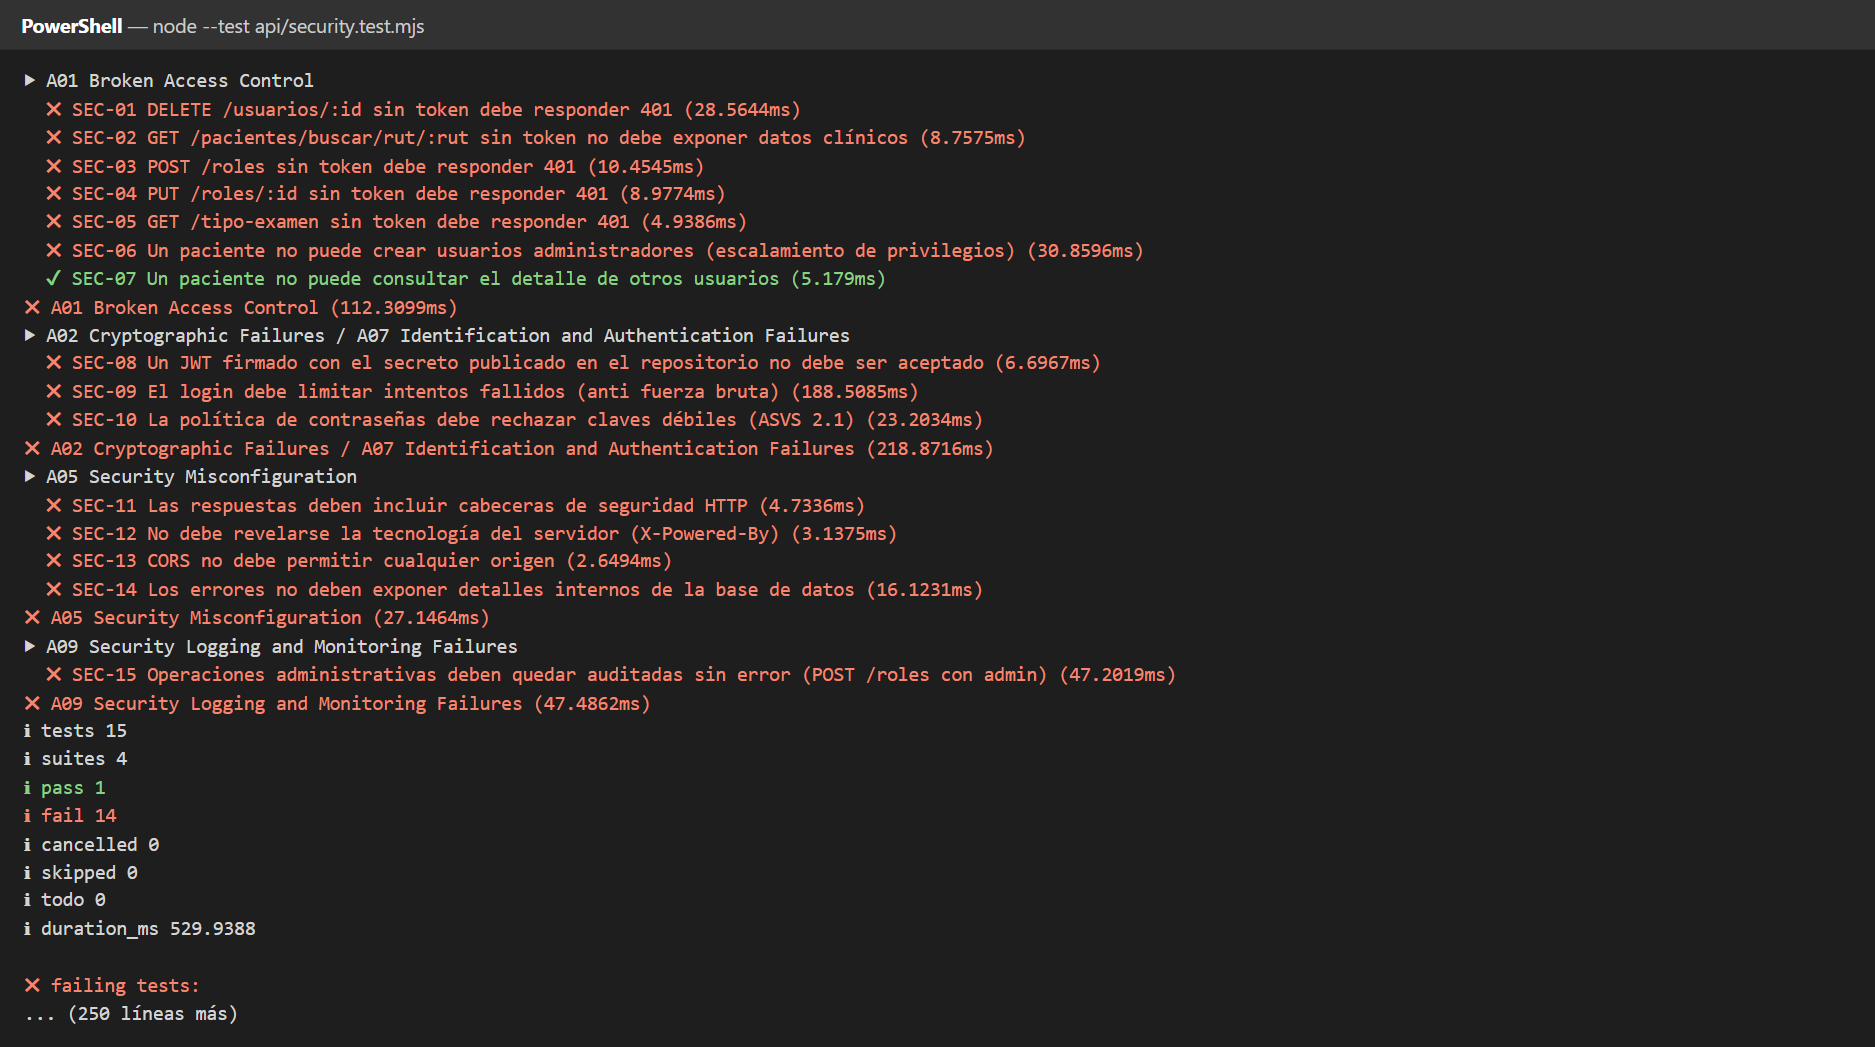 PowerShell — node --test api/security.test.mjs
▶ A01 Broken Access Control
✗ SEC-01 DELETE /usuarios/:id sin token debe responder 401 (28.5644ms)
✗ SEC-02 GET /pacientes/buscar/rut/:rut sin token no debe exponer datos clínicos (8.7575ms)
✗ SEC-03 POST /roles sin token debe responder 401 (10.4545ms)
✗ SEC-04 PUT /roles/:id sin token debe responder 401 (8.9774ms)
✗ SEC-05 GET /tipo-examen sin token debe responder 401 (4.9386ms)
✗ SEC-06 Un paciente no puede crear usuarios administradores (escalamiento de privilegios) (30.8596ms)
✓ SEC-07 Un paciente no puede consultar el detalle de otros usuarios (5.179ms)
✗ A01 Broken Access Control (112.3099ms)
▶ A02 Cryptographic Failures / A07 Identification and Authentication Failures
✗ SEC-08 Un JWT firmado con el secreto publicado en el repositorio no debe ser aceptado (6.6967ms)
✗ SEC-09 El login debe limitar intentos fallidos (anti fuerza bruta) (188.5085ms)
✗ SEC-10 La política de contraseñas debe rechazar claves débiles (ASVS 2.1) (23.2034ms)
✗ A02 Cryptographic Failures / A07 Identification and Authentication Failures (218.8716ms)
▶ A05 Security Misconfiguration
✗ SEC-11 Las respuestas deben incluir cabeceras de seguridad HTTP (4.7336ms)
✗ SEC-12 No debe revelarse la tecnología del servidor (X-Powered-By) (3.1375ms)
✗ SEC-13 CORS no debe permitir cualquier origen (2.6494ms)
✗ SEC-14 Los errores no deben exponer detalles internos de la base de datos (16.1231ms)
✗ A05 Security Misconfiguration (27.1464ms)
▶ A09 Security Logging and Monitoring Failures
✗ SEC-15 Operaciones administrativas deben quedar auditadas sin error (POST /roles con admin) (47.2019ms)
✗ A09 Security Logging and Monitoring Failures (47.4862ms)
ℹ tests 15
ℹ suites 4
ℹ pass 1
ℹ fail 14
ℹ cancelled 0
ℹ skipped 0
ℹ todo 0
ℹ duration_ms 529.9388
✗ failing tests:
... (250 líneas más)